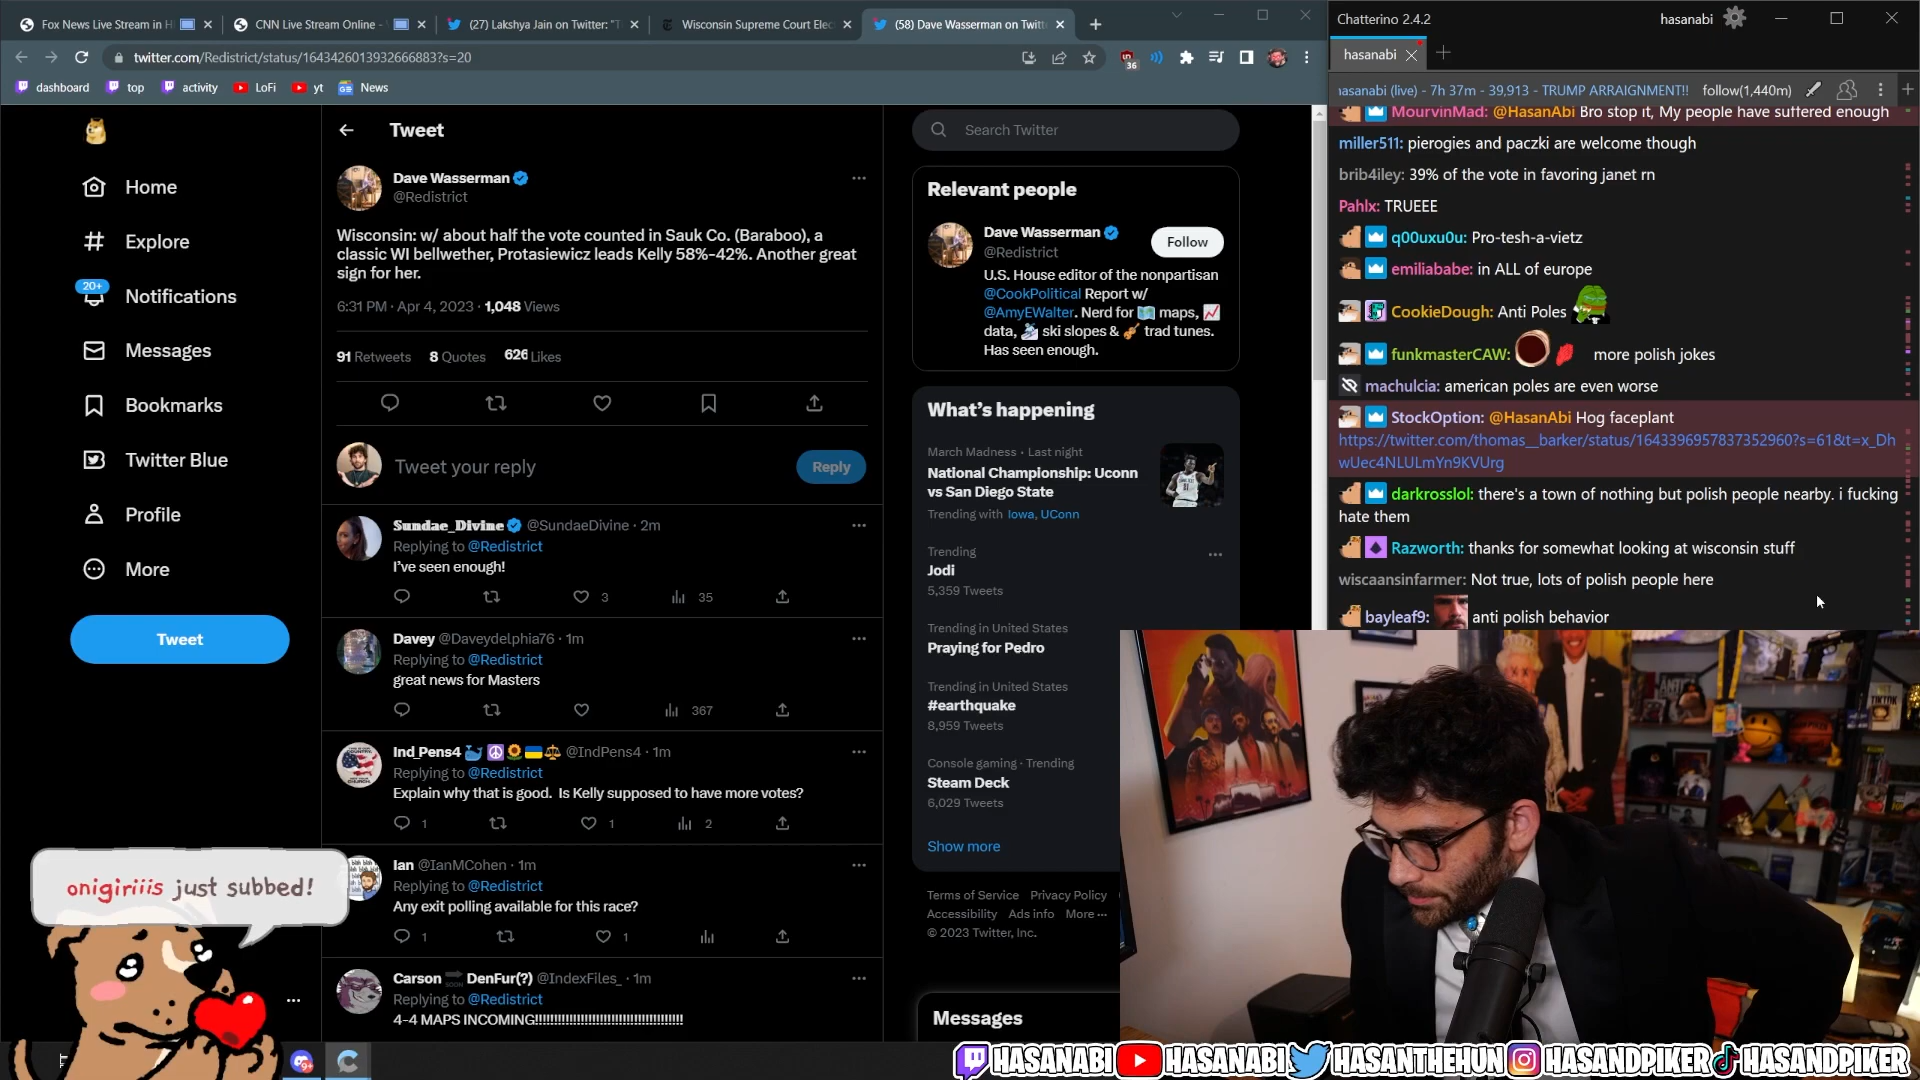 Fox News Live Stream in H
CNN Live Stream Online -
(27) Lakshya Jain on Twitter: "T
Wisconsin Supreme Court Elec
(58) Dave Wasserman on Twitt
twitter.com/Redistrict/status/1643426013932666883?s=20
36
dashboard
top
activity
LoFi
yt
News
Home
Explore
20+
Notifications
Messages
Bookmarks
Twitter Blue
Profile
More
Tweet
Tweet
Dave Wasserman
@Redistrict
Wisconsin: w/ about half the vote counted in Sauk Co. (Baraboo), a
classic WI bellwether, Protasiewicz leads Kelly 58%-42%. Another great
sign for her.
6:31 PM · Apr 4, 2023 · 1,048 Views
91 Retweets 8 Quotes 626 Likes
Tweet your reply
Reply
Sundae_Divine @SundaeDivine · 2m
Replying to @Redistrict
I've seen enough!
3
35
Davey @Daveydelphia76 · 1m
Replying to @Redistrict
great news for Masters
367
Ind_Pens4 @IndPens4 · 1m
Replying to @Redistrict
Explain why that is good. Is Kelly supposed to have more votes?
1
1
2
Ian @IanMCohen · 1m
Replying to @Redistrict
Any exit polling available for this race?
1
1
Carson DenFur(?) @IndexFiles_ · 1m
Replying to @Redistrict
4-4 MAPS INCOMING!!!!!!!!!!!!!!!!!!!!!!!!!!!!!!!!!!!!!!
Search Twitter
Relevant people
Dave Wasserman
@Redistrict
Follow
U.S. House editor of the nonpartisan
@CookPolitical Report w/
@AmyEWalter. Nerd for 🗺️ maps, 📈
data, ⛷️ ski slopes & 🎻 trad tunes.
Has seen enough.
What's happening
March Madness · Last night
National Championship: Uconn
vs San Diego State
Trending with Iowa, UConn
Trending
Jodi
5,359 Tweets
Trending in United States
Praying for Pedro
Trending in United States
#earthquake
8,959 Tweets
Console gaming · Trending
Steam Deck
6,029 Tweets
Show more
Terms of Service Privacy Policy
Accessibility Ads info More ···
© 2023 Twitter, Inc.
Messages
Chatterino 2.4.2
hasanabi
hasanabi
hasanabi (live) - 7h 37m - 39,913 - TRUMP ARRAIGNMENT!! follow(1,440m)
MourvinMad: @HasanAbi Bro stop it, My people have suffered enough
miller511: pierogies and paczki are welcome though
brib4iley: 39% of the vote in favoring janet rn
Pahlx: TRUEEE
q00uxu0u: Pro-tesh-a-vietz
emiliababe: in ALL of europe
CookieDough: Anti Poles
funkmasterCAW: more polish jokes
machulcia: american poles are even worse
StockOption: @HasanAbi Hog faceplant
https://twitter.com/thomas__barker/status/1643396957837352960?s=61&t=x_Dh
wUec4NLULmYn9KVUrg
darkrosslol: there's a town of nothing but polish people nearby. i fucking
hate them
Razworth: thanks for somewhat looking at wisconsin stuff
wiscaansinfarmer: Not true, lots of polish people here
bayleaf9: anti polish behavior
onigiriiis just subbed!
HASANABI HASANABI HASANTHEHUN HASANDPIKER HASANDPIKER